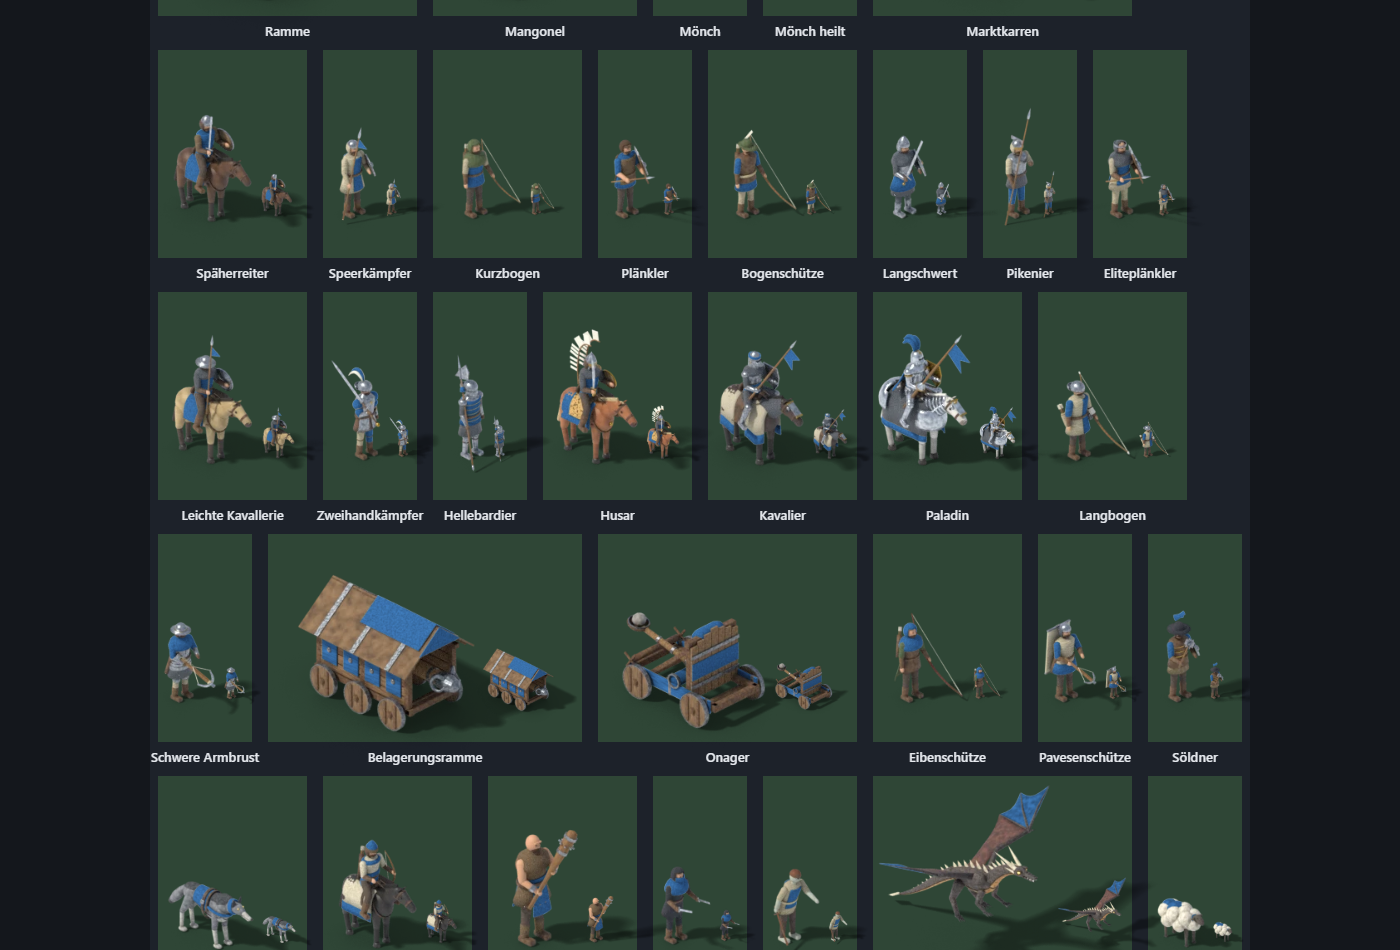 Ramme Mangonel Mönch Mönch heilt Marktkarren
Späherreiter Speerkämpfer Kurzbogen Plänkler Bogenschütze Langschwert Pikenier Eliteplänkler
Leichte Kavallerie Zweihandkämpfer Hellebardier Husar Kavalier Paladin Langbogen
Schwere Armbrust Belagerungsramme Onager Eibenschütze Pavesenschütze Söldner